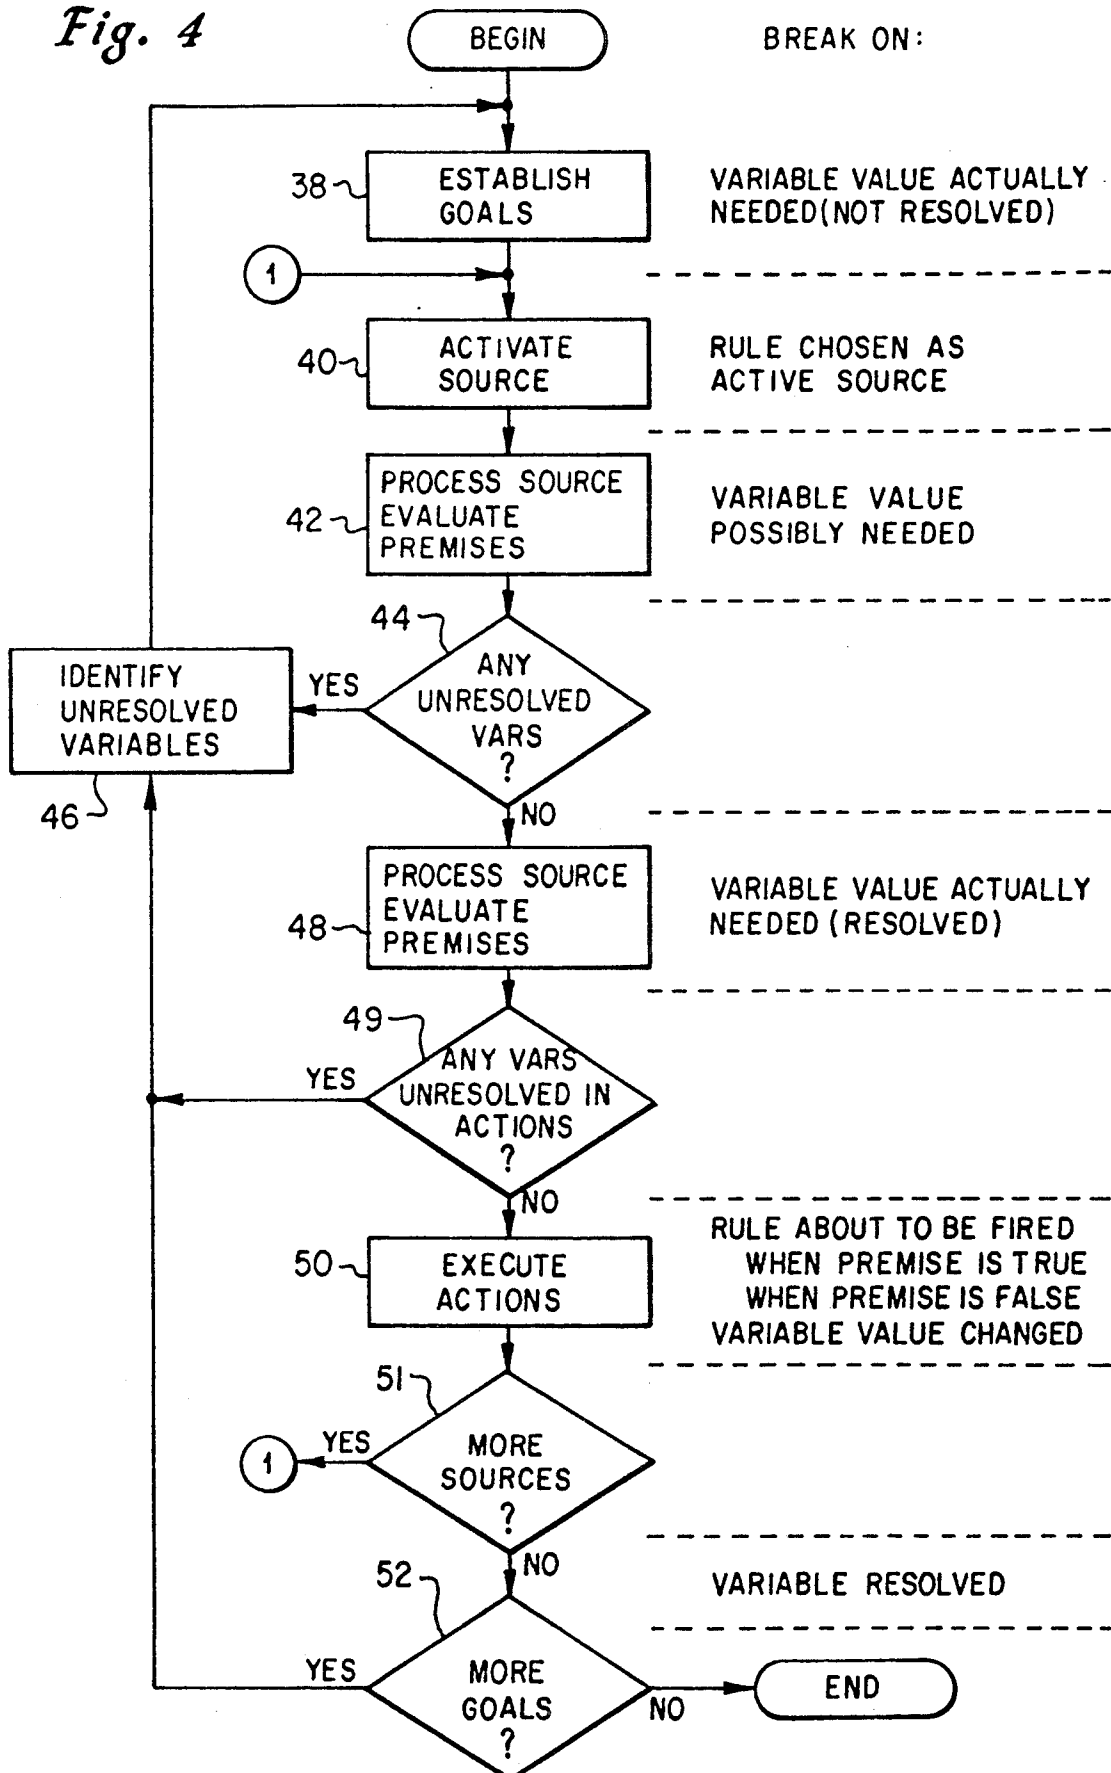 Fig. 4
BEGIN
BREAK ON:
38
ESTABLISH
GOALS
VARIABLE VALUE ACTUALLY
NEEDED (NOT RESOLVED)
1
40
ACTIVATE
SOURCE
RULE CHOSEN AS
ACTIVE SOURCE
42
PROCESS SOURCE
EVALUATE
PREMISES
VARIABLE VALUE
POSSIBLY NEEDED
44
ANY
UNRESOLVED
VARS
?
YES
IDENTIFY
UNRESOLVED
VARIABLES
46
NO
48
PROCESS SOURCE
EVALUATE
PREMISES
VARIABLE VALUE ACTUALLY
NEEDED (RESOLVED)
49
ANY VARS
UNRESOLVED IN
ACTIONS
?
YES
NO
50
EXECUTE
ACTIONS
RULE ABOUT TO BE FIRED
WHEN PREMISE IS TRUE
WHEN PREMISE IS FALSE
VARIABLE VALUE CHANGED
51
MORE
SOURCES
?
YES
1
NO
52
VARIABLE RESOLVED
MORE
GOALS
?
YES
NO
END